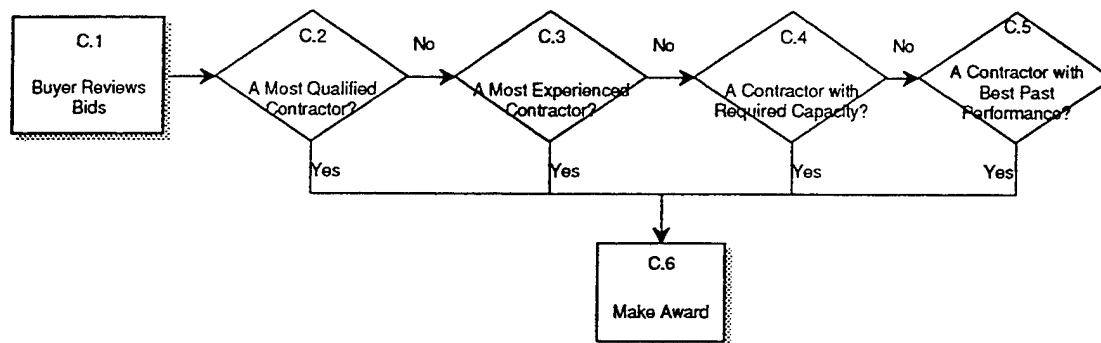 C.1
Buyer Reviews
Bids
C.2
A Most Qualified
Contractor?
No
C.3
A Most Experienced
Contractor?
No
C.4
A Contractor with
Required Capacity?
No
C.5
A Contractor with
Best Past
Performance?
Yes
Yes
Yes
Yes
C.6
Make Award